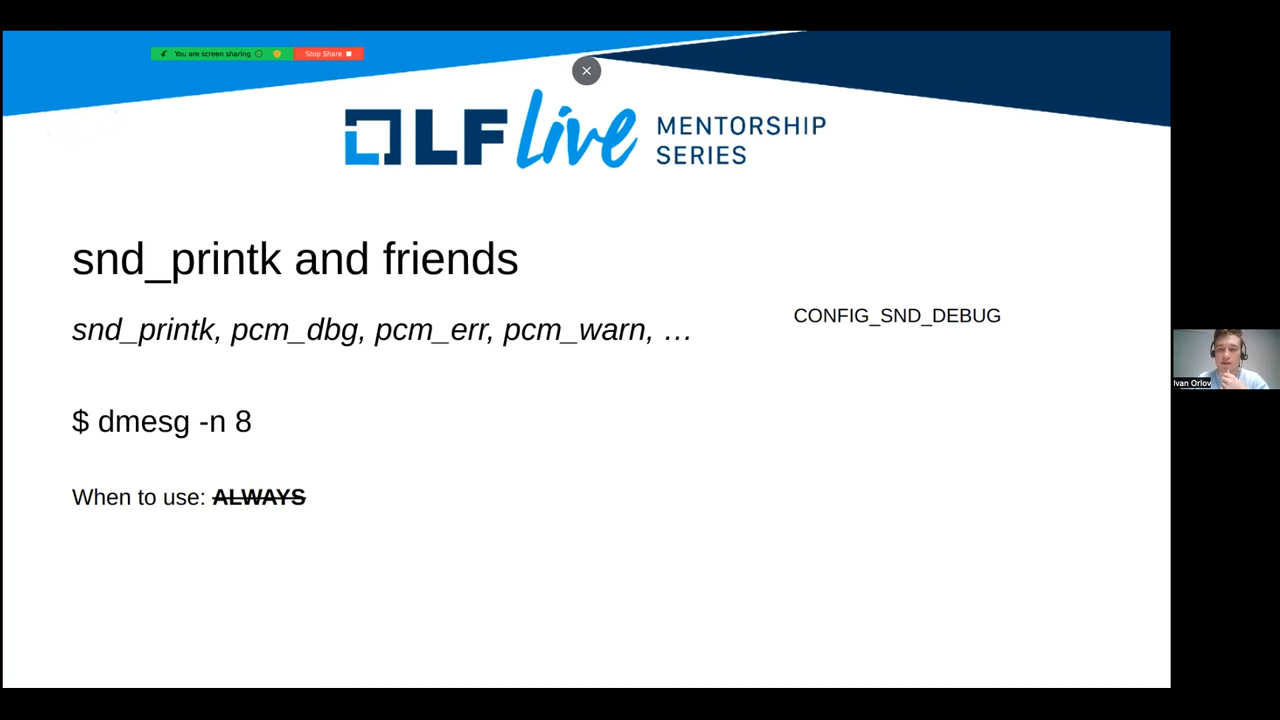 You are screen sharing
Stop Share
LF Live MENTORSHIP
SERIES
snd_printk and friends
snd_printk, pcm_dbg, pcm_err, pcm_warn, …
CONFIG_SND_DEBUG
$ dmesg -n 8
When to use: ALWAYS
Ivan Orlov